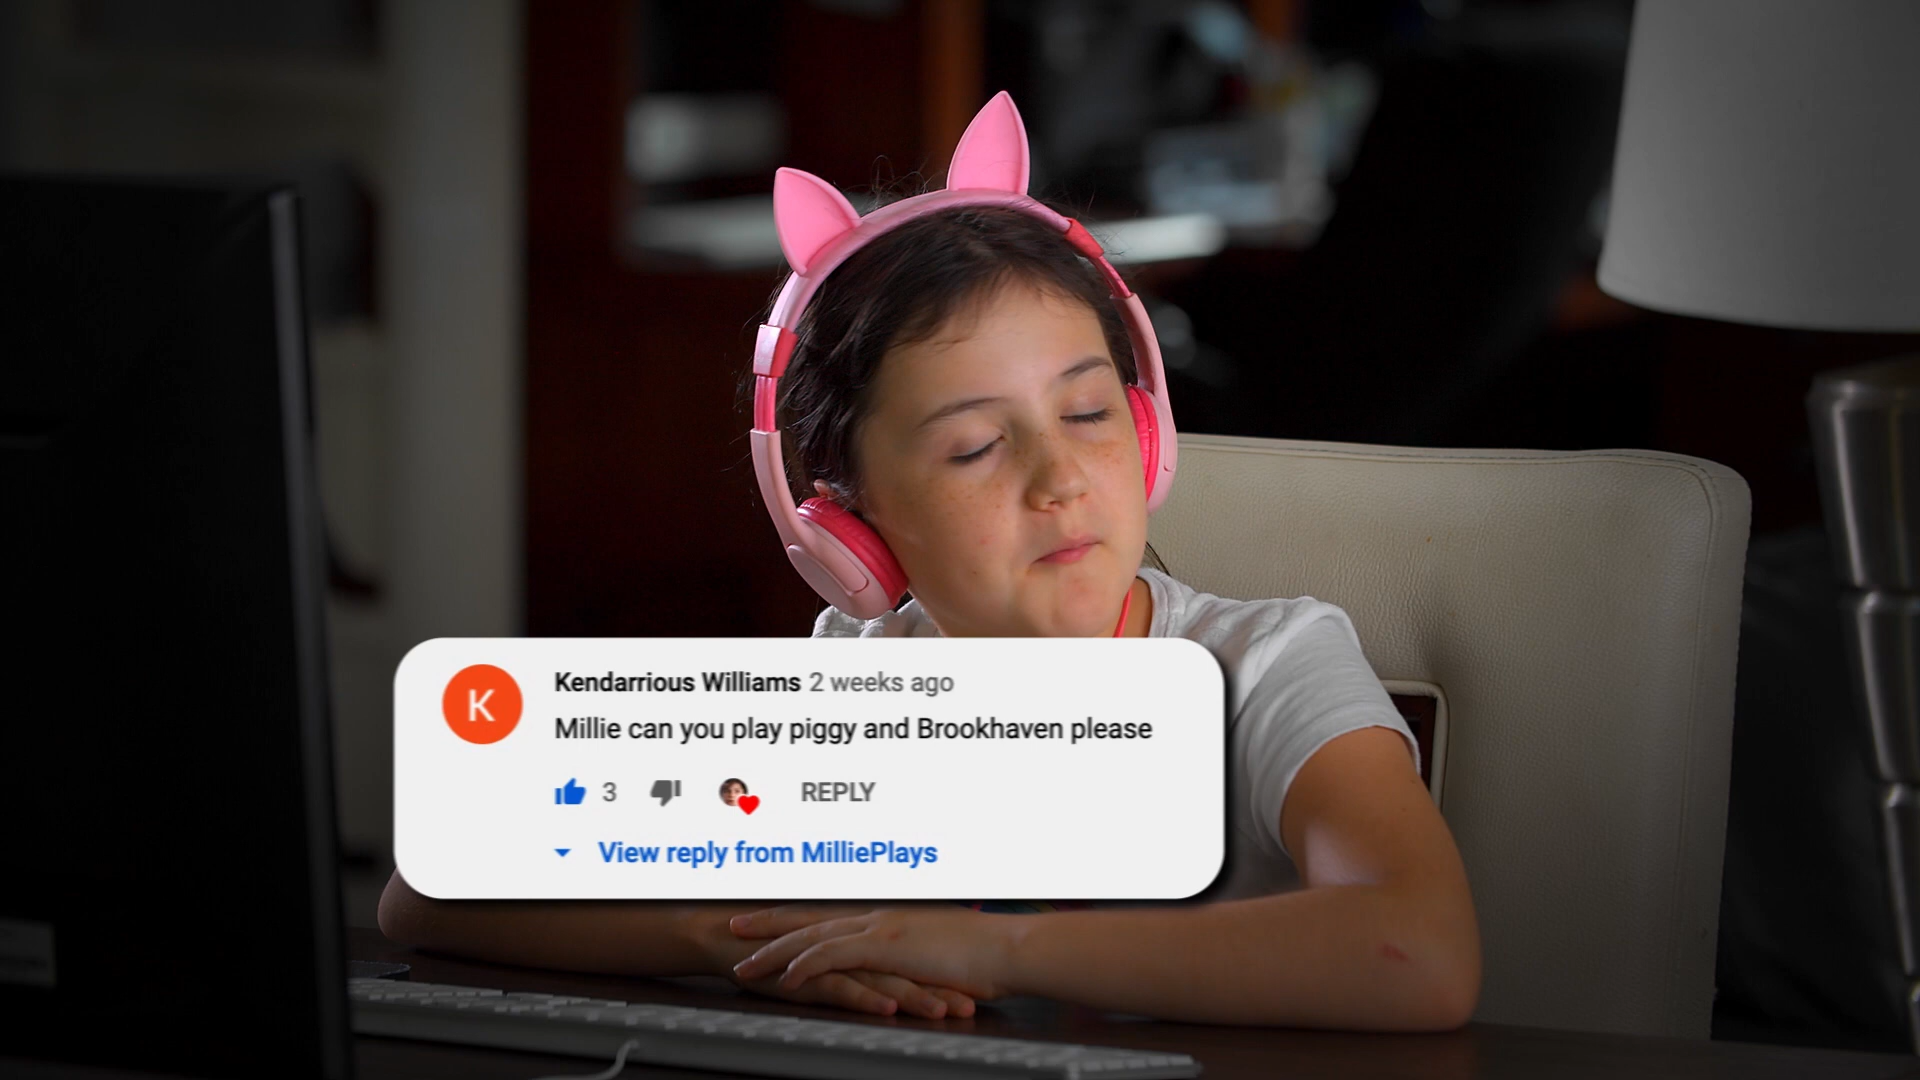 K
Kendarrious Williams 2 weeks ago
Millie can you play piggy and Brookhaven please
3
REPLY
View reply from MilliePlays